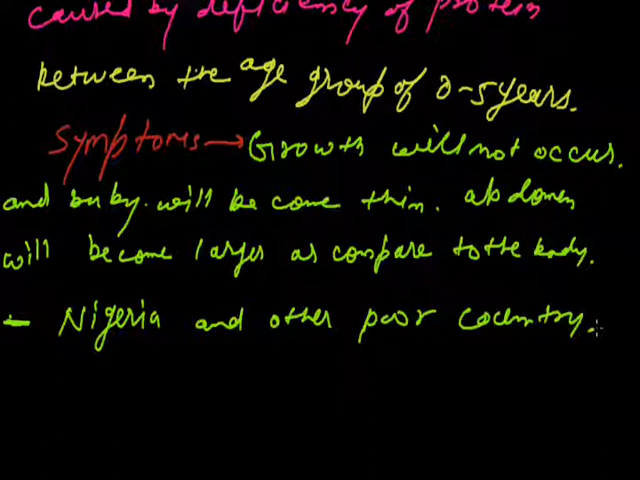 caused by deficiency of protein
between the age group of 0-5 years.
Symptoms → Growth will not occur.
and baby. will be come thin. abdomen
will become larger as compare to the body.
- Nigeria and other poor country.